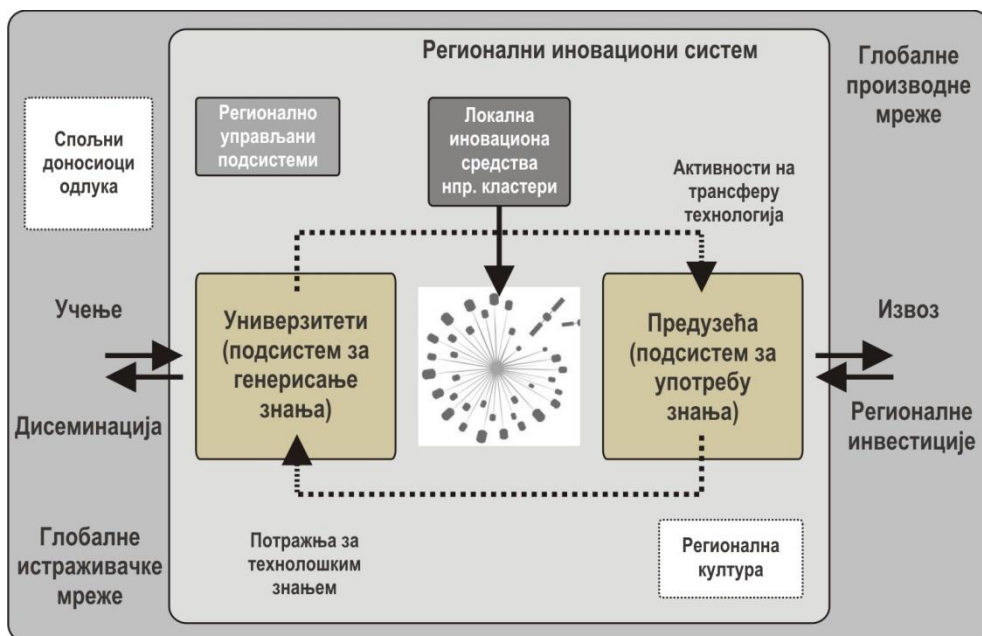 Регионални иновациони систем
Глобалне
производне
мреже
Спољни
доносиоци
одлука
Регионално
управљани
подсистеми
Локална
иновациона
средства
нпр. кластери
Активности на
трансферу
технологија
Учење
Дисеминација
Универзитети
(подсистем за
генерисање
знања)
Предузећа
(подсистем за
употребу
знања)
Извоз
Регионалне
инвестиције
Глобалне
истраживачке
мреже
Потражња за
технолошким
знањем
Регионална
култура